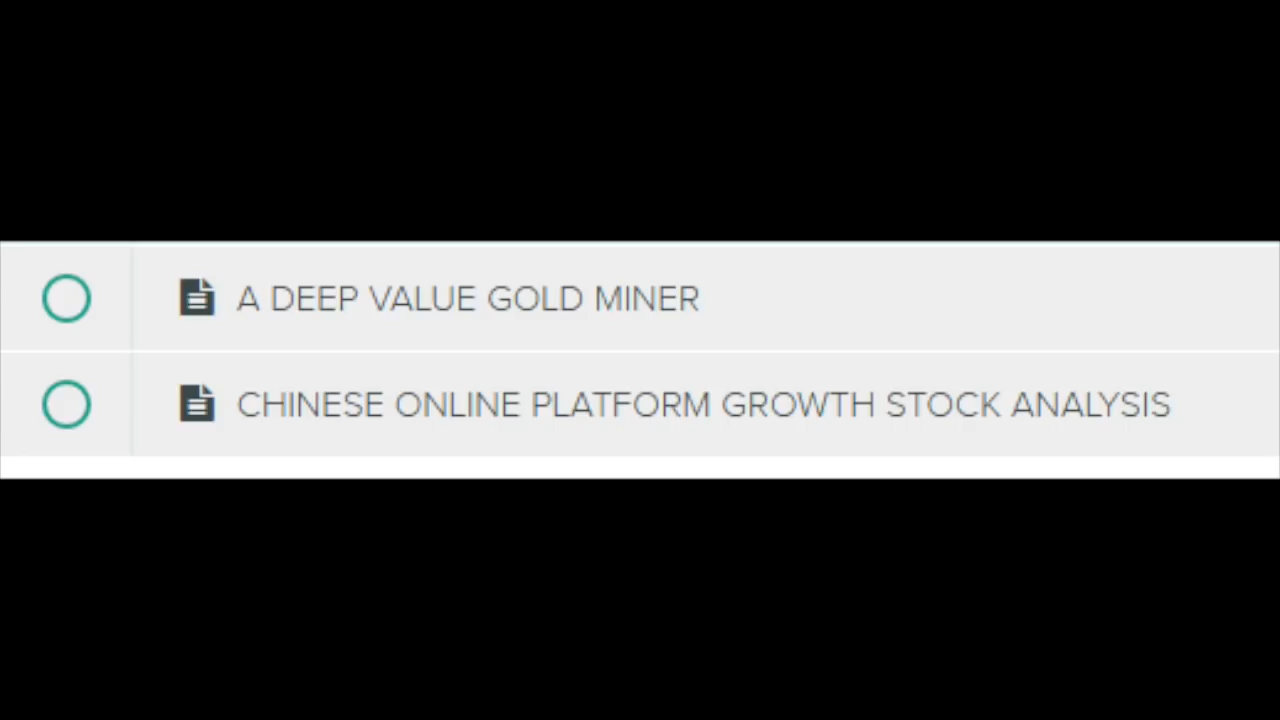 A DEEP VALUE GOLD MINER
CHINESE ONLINE PLATFORM GROWTH STOCK ANALYSIS